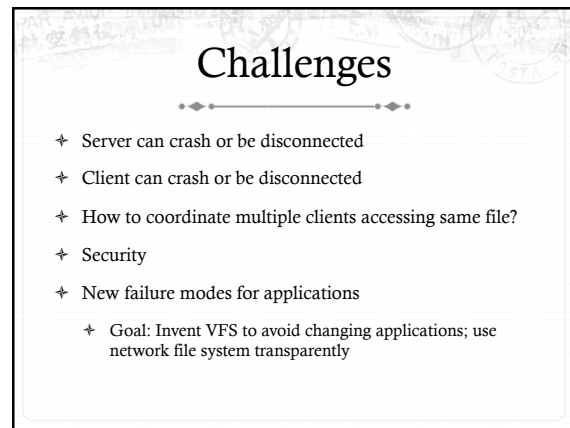 PAR AVION
Challenges
Server can crash or be disconnected
Client can crash or be disconnected
How to coordinate multiple clients accessing same file?
Security
New failure modes for applications
Goal: Invent VFS to avoid changing applications; use
network file system transparently